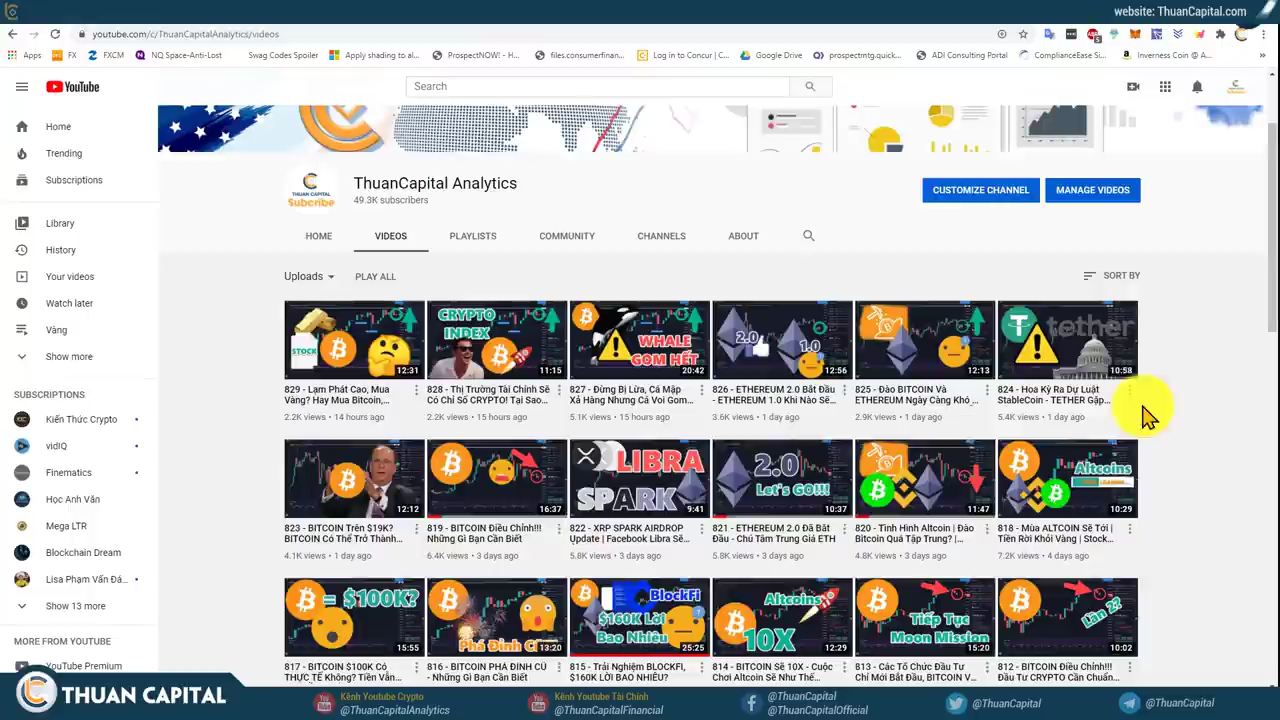 website: ThuanCapital.com
youtube.com/c/ThuanCapitalAnalytics/videos
Apps FX FXCM NQ Space-Anti-Lost Swag Codes Spoiler Apply shading to al... ProspectNOW! - H... files.consumerfinan... Log in to Concur | C... Google Drive prospectmtg.quick... ADI Consulting Portal ComplianceEase Si... Inverness Coin @ A...
YouTube
Search
Home
Trending
Subscriptions
Library
History
Your videos
Watch later
Vàng
Show more
SUBSCRIPTIONS
Kiến Thức Crypto
vidIQ
Finematics
Học Anh Văn
Mega LTR
Blockchain Dream
Lisa Phạm Vấn Đá...
Show 13 more
MORE FROM YOUTUBE
YouTube Premium
THUAN CAPITAL
Subcribe
ThuanCapital Analytics
49.3K subscribers
CUSTOMIZE CHANNEL
MANAGE VIDEOS
HOME VIDEOS PLAYLISTS COMMUNITY CHANNELS ABOUT
Uploads PLAY ALL
SORT BY
STOCK
12:31
829 - Lạm Phát Cao, Mua
Vàng? Hay Mua Bitcoin,...
2.2K views • 14 hours ago
CRYPTO
INDEX
11:15
828 - Thị Trường Tài Chính Sẽ
Có Chỉ Số CRYPTO! Tại Sao...
2.2K views • 15 hours ago
WHALE
GOM HẾT
20:42
827 - Đừng Bị Lừa, Cá Mập
Xả Hàng Nhưng Cá Voi Gom...
5.1K views • 15 hours ago
2.0
1.0
12:56
826 - ETHEREUM 2.0 Bắt Đầu
- ETHEREUM 1.0 Khi Nào Sẽ...
3.6K views • 1 day ago
12:13
825 - Đào BITCOIN Và
ETHEREUM Ngày Càng Khó_...
2.9K views • 1 day ago
tether
10:58
824 - Hoa Kỳ Ra Dự Luật
StableCoin - TETHER Gặp...
5.4K views • 1 day ago
12:12
823 - BITCOIN Trên $19K?
BITCOIN Có Thể Trở Thành...
4.1K views • 1 day ago
16:37
819 - BITCOIN Điều Chỉnh!!!
Những Gì Bạn Cần Biết
6.4K views • 3 days ago
LIBRA
SPARK
9:41
822 - XRP SPARK AIRDROP
Update | Facebook Libra Sẽ...
5.8K views • 3 days ago
2.0
Let's GO!!!
10:37
821 - ETHEREUM 2.0 Đã Bắt
Đầu - Chú Tâm Trung Giá ETH
5.8K views • 3 days ago
11:47
820 - Tình Hình Altcoin | Đào
Bitcoin Quá Tập Trung? |...
4.8K views • 3 days ago
Altcoins
10:29
818 - Mùa ALTCOIN Sẽ Tới |
Tiền Rời Khỏi Vàng | Stock...
7.2K views • 4 days ago
= $100K?
15:55
817 - BITCOIN $100K Có
THỰC TẾ Không? Tiền Vẫn...
13:20
816 - BITCOIN PHÁ ĐỈNH CŨ
- Những Gì Bạn Cần Biết
BlockFi
$160K LỜI
Bao Nhiêu
25:25
815 - Trải Nghiệm BLOCKFI,
$160K LỜI BAO NHIÊU?
Altcoins
10X
12:29
814 - BITCOIN Sẽ 10X - Cuộc
Chơi Altcoin Sẽ Như Thế...
Tiếp Tục
Moon Mission
15:20
813 - Các Tổ Chức Đầu Tư
Chỉ Mới Bắt Đầu, BITCOIN V...
Lần 2?
10:02
812 - BITCOIN Điều Chỉnh!!!
Đầu Tư CRYPTO Cần Chuẩn...
THUAN CAPITAL
Kênh Youtube Crypto
@ThuanCapitalAnalytics
Kênh Youtube Tài Chính
@ThuanCapitalFinancial
@ThuanCapital
@ThuanCapitalOfficial
@ThuanCapital
@ThuanCapital